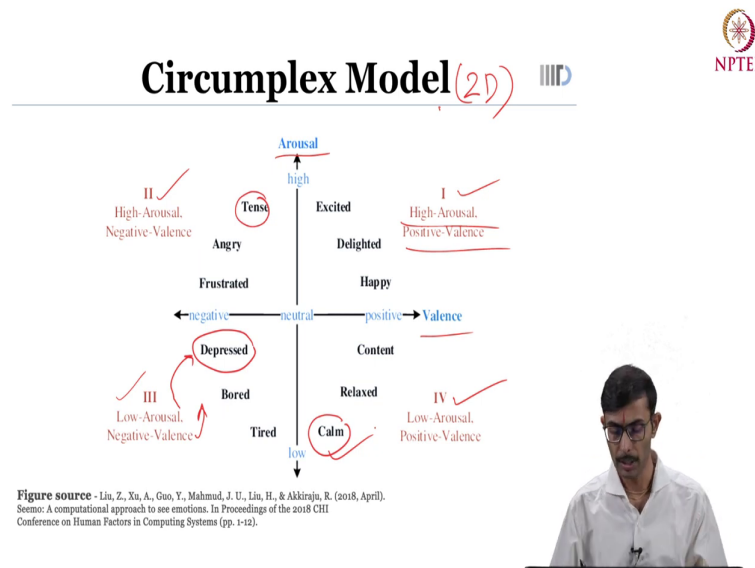 Circumplex Model (2D)
NPTE
Arousal
high
II
High-Arousal,
Negative-Valence
Tense
Excited
I
High-Arousal,
Positive-Valence
Angry
Delighted
Frustrated
Happy
negative
neutral
positive
Valence
Depressed
Content
III
Low-Arousal,
Negative-Valence
Bored
Relaxed
IV
Low-Arousal,
Positive-Valence
Tired
Calm
low
Figure source - Liu, Z., Xu, A., Guo, Y., Mahmud, J. U., Liu, H., & Akkiraju, R. (2018, April).
Seemo: A computational approach to see emotions. In Proceedings of the 2018 CHI
Conference on Human Factors in Computing Systems (pp. 1-12).